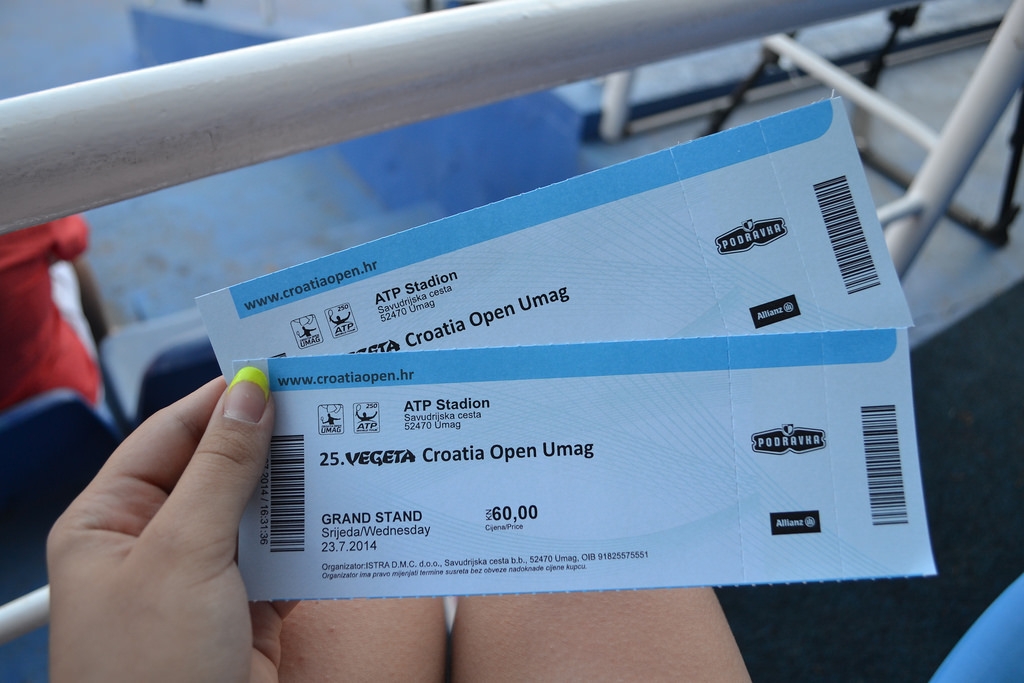 www.croatiaopen.hr
UMAG
250
ATP
ATP Stadion
Savudrijska cesta
52470 Umag
Croatia Open Umag
PODRAVKA
Allianz
www.croatiaopen.hr
UMAG
250
ATP
ATP Stadion
Savudrijska cesta
52470 Umag
25. VEGETA Croatia Open Umag
GRAND STAND
Srijeda/Wednesday
23.7.2014
KN 60,00
Cijena/Price
Organizator:ISTRA D.M.C. d.o.o., Savudrijska cesta b.b., 52470 Umag, OIB 91825575551
Organizator ima pravo mijenjati termine susreta bez obveze nadoknade cijene kupcu.
2014 / 16:31:36
PODRAVKA
Allianz